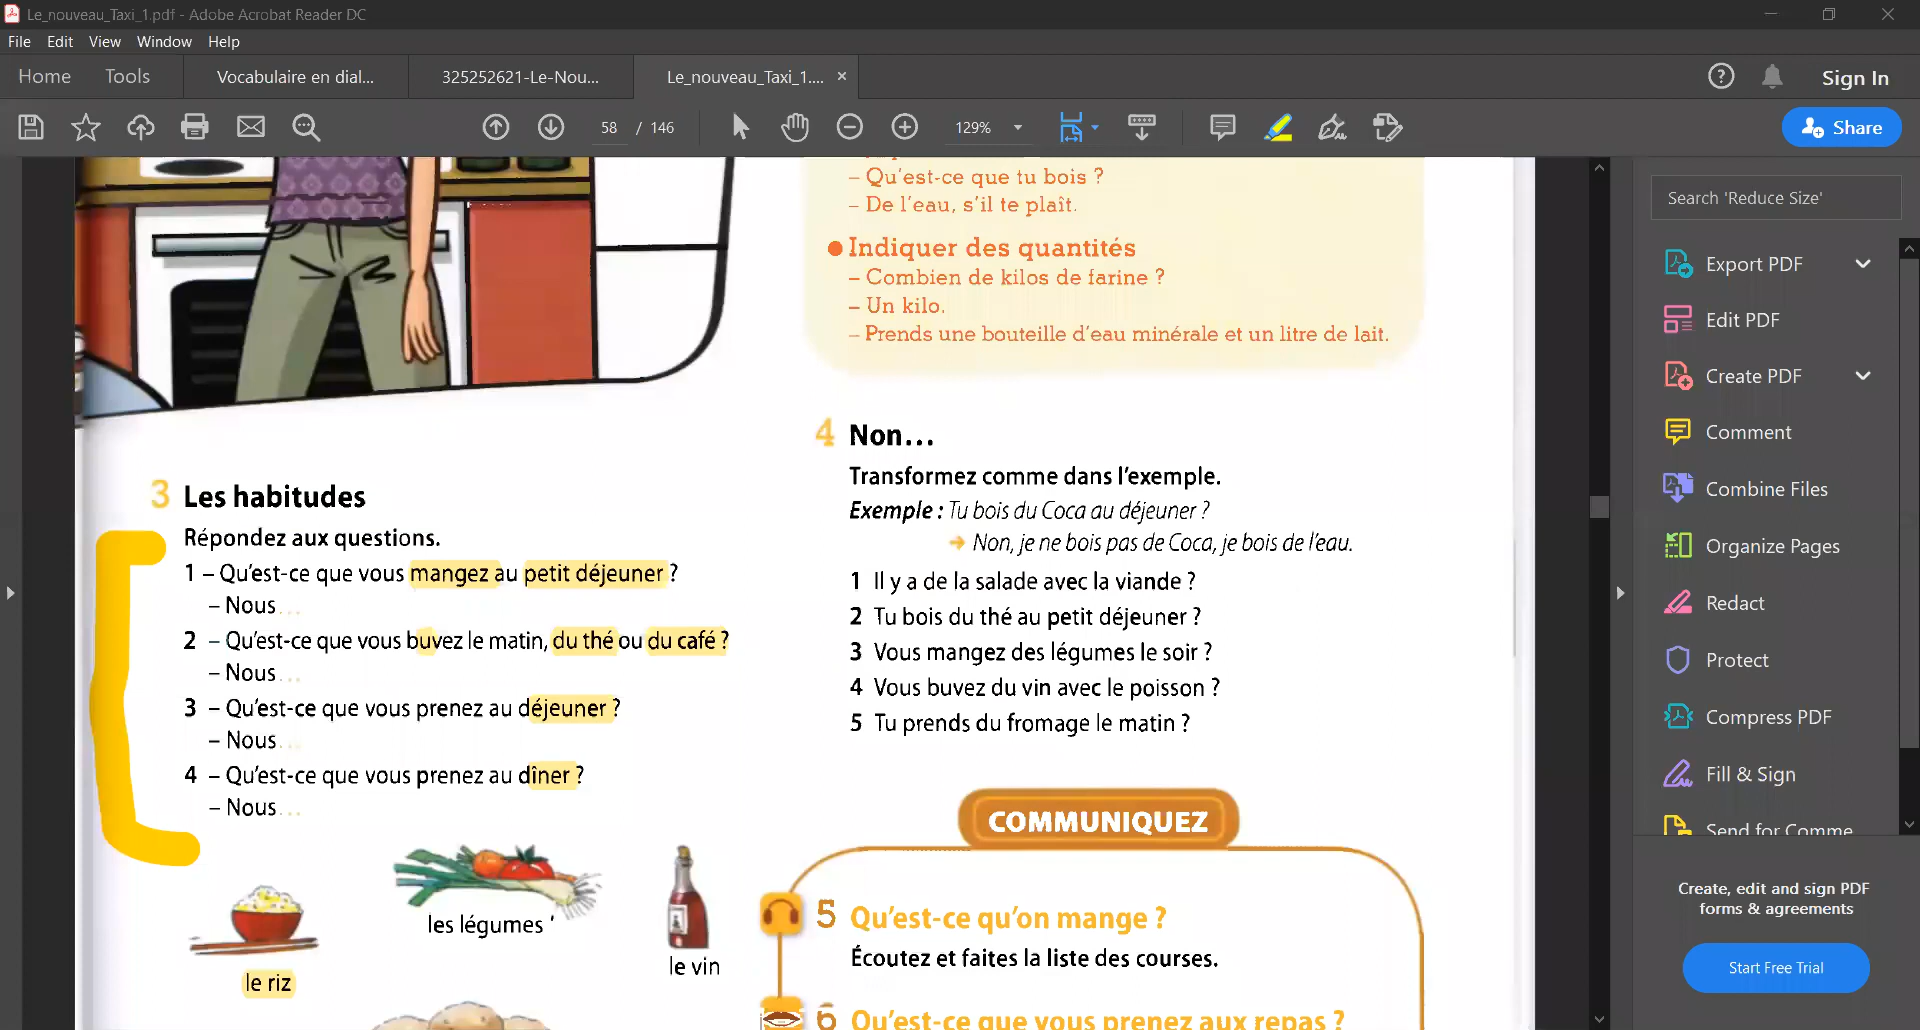 Le_nouveau_Taxi_1.pdf - Adobe Acrobat Reader DC
File Edit View Window Help
Home Tools Vocabulaire en dial... 325252621-Le-Nou... Le_nouveau_Taxi_1....
Sign In
58 / 146 129%
Share
– Qu'est-ce que tu bois ?
– De l'eau, s'il te plaît.
Indiquer des quantités
– Combien de kilos de farine ?
– Un kilo.
– Prends une bouteille d'eau minérale et un litre de lait.
3 Les habitudes
Répondez aux questions.
1 – Qu'est-ce que vous mangez au petit déjeuner ?
– Nous...
2 – Qu'est-ce que vous buvez le matin, du thé ou du café ?
– Nous...
3 – Qu'est-ce que vous prenez au déjeuner ?
– Nous...
4 – Qu'est-ce que vous prenez au dîner ?
– Nous...
les légumes
le vin
le riz
4 Non...
Transformez comme dans l'exemple.
Exemple : Tu bois du Coca au déjeuner ?
→ Non, je ne bois pas de Coca, je bois de l'eau.
1 Il y a de la salade avec la viande ?
2 Tu bois du thé au petit déjeuner ?
3 Vous mangez des légumes le soir ?
4 Vous buvez du vin avec le poisson ?
5 Tu prends du fromage le matin ?
COMMUNIQUEZ
5 Qu'est-ce qu'on mange ?
Écoutez et faites la liste des courses.
6 Qu'est-ce que vous prenez aux repas ?
Search 'Reduce Size'
Export PDF
Edit PDF
Create PDF
Comment
Combine Files
Organize Pages
Redact
Protect
Compress PDF
Fill & Sign
Send for Comme
Create, edit and sign PDF
forms & agreements
Start Free Trial